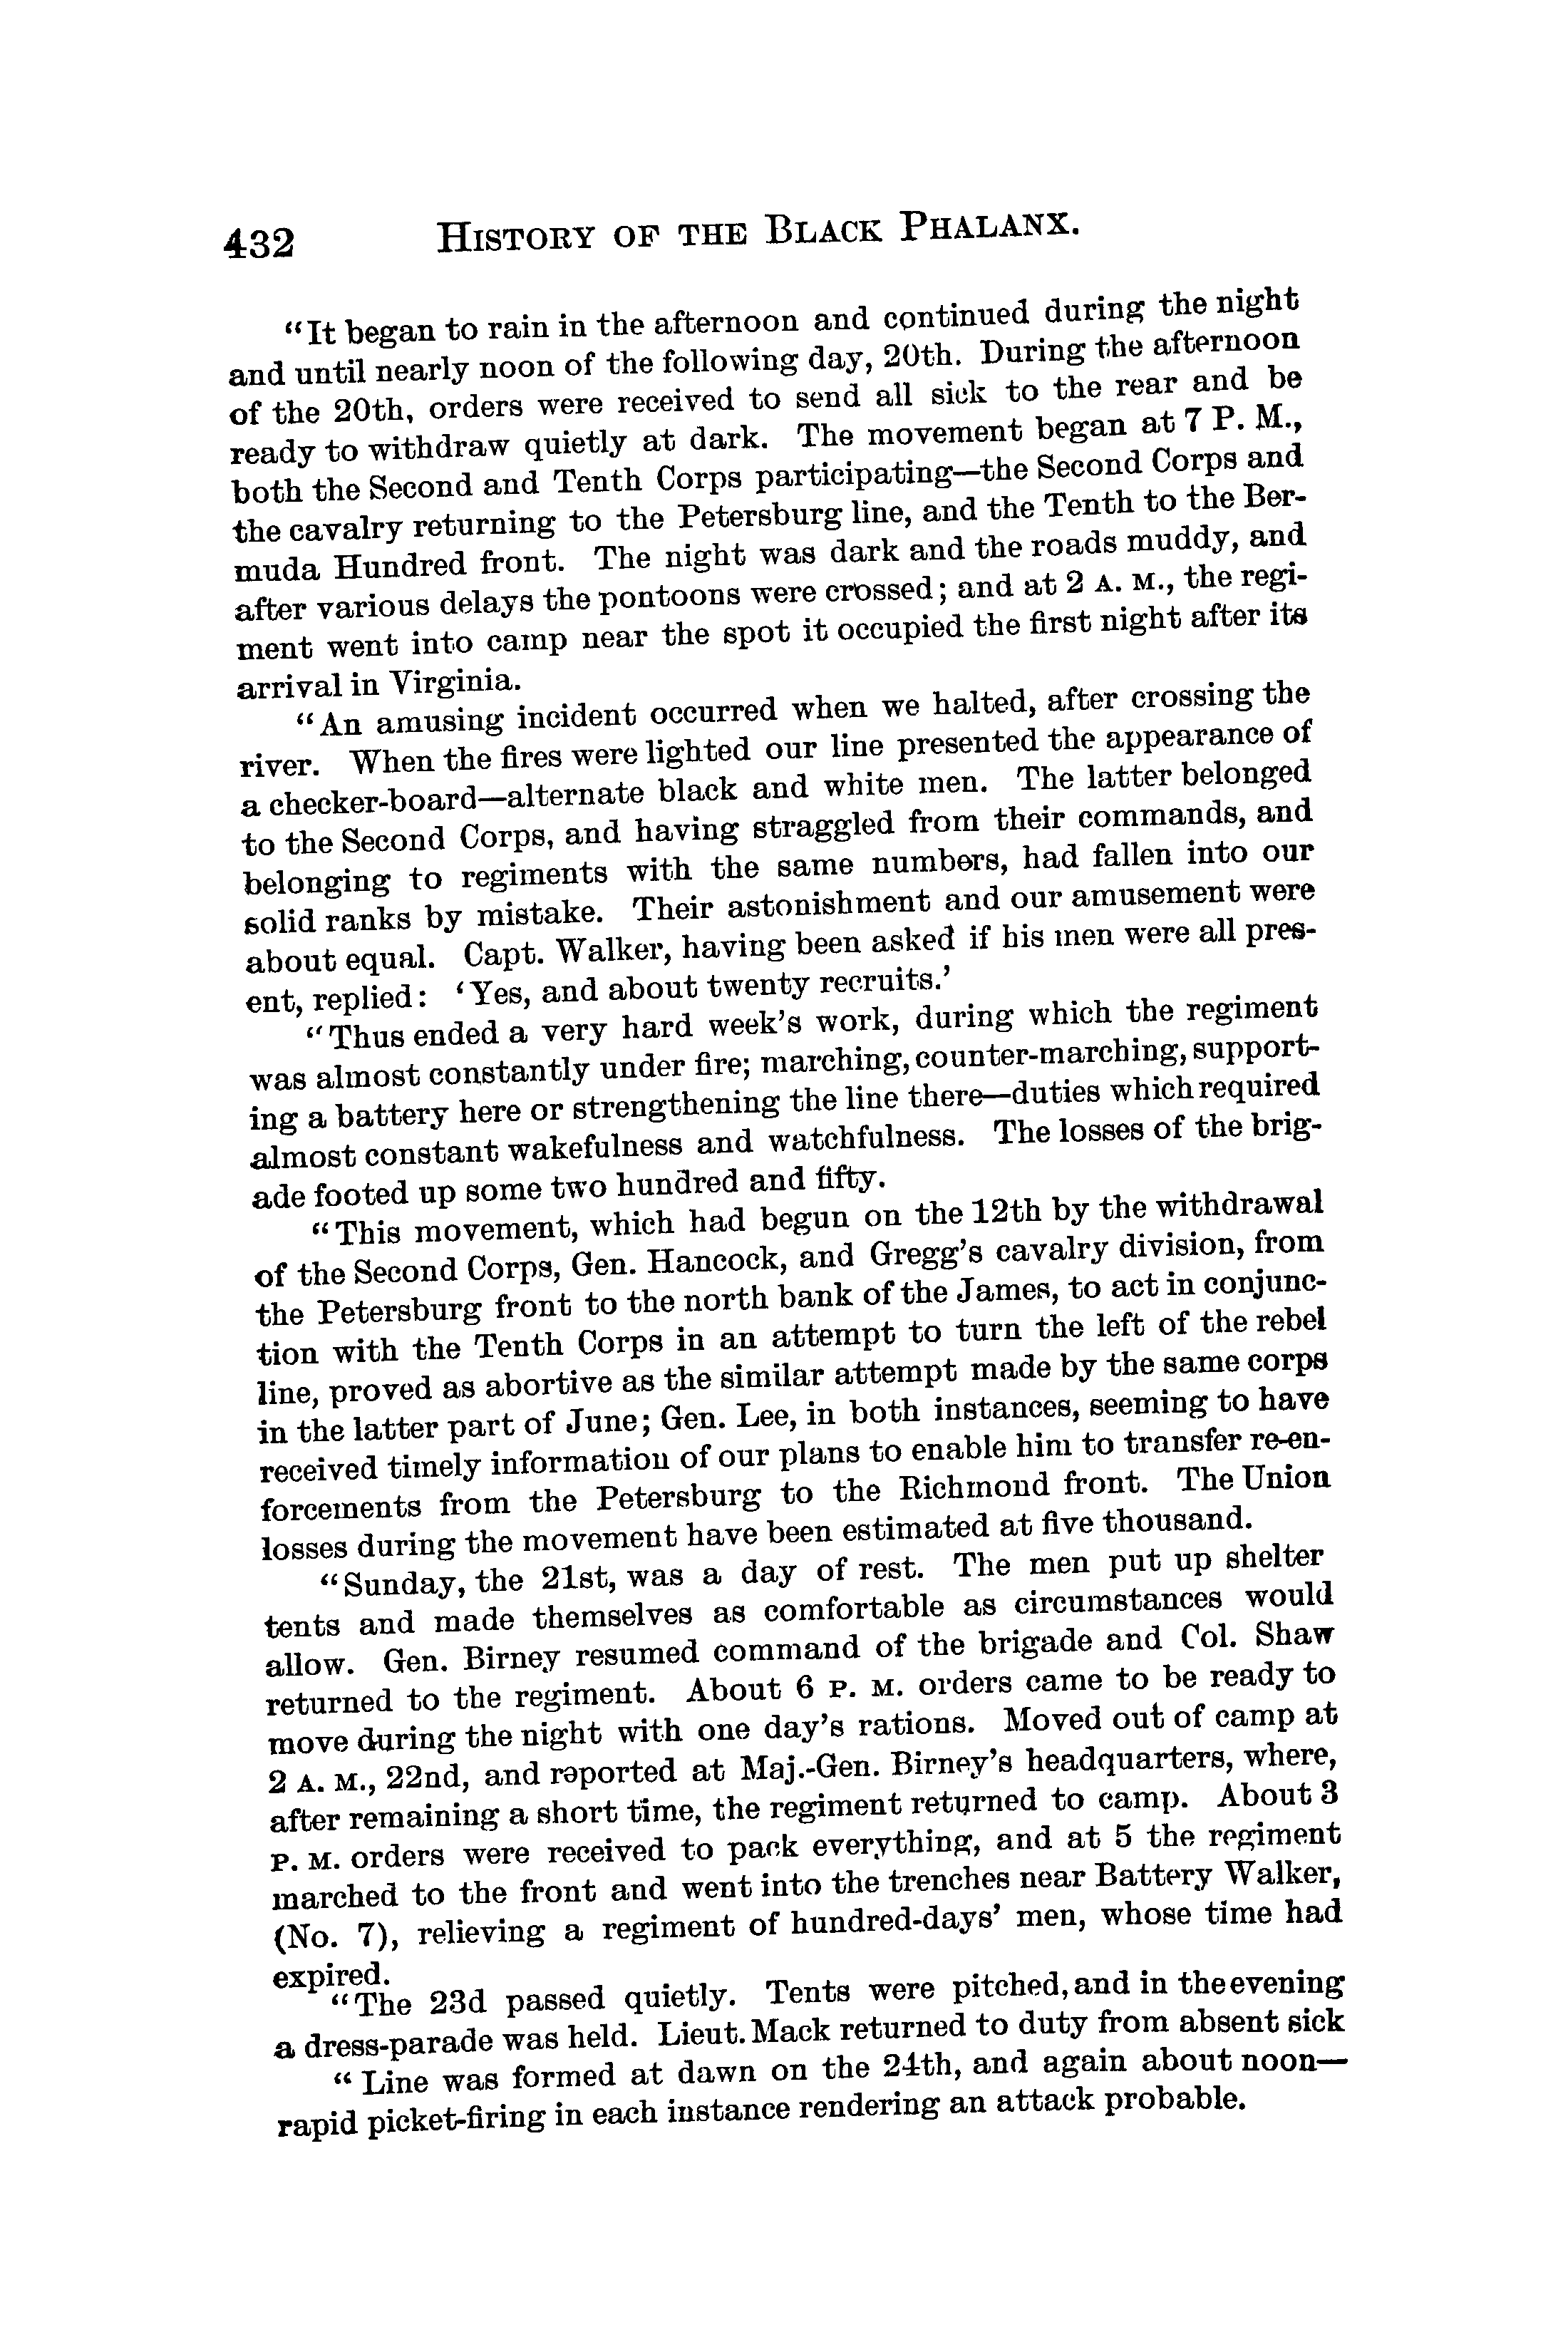 432 HISTORY OF THE BLACK PHALANX.
"It began to rain in the afternoon and continued during the night
and until nearly noon of the following day, 20th. During the afternoon
of the 20th, orders were received to send all sick to the rear and be
ready to withdraw quietly at dark. The movement began at 7 P. M.,
both the Second and Tenth Corps participating—the Second Corps and
the cavalry returning to the Petersburg line, and the Tenth to the Ber-
muda Hundred front. The night was dark and the roads muddy, and
after various delays the pontoons were crossed; and at 2 A. M., the regi-
ment went into camp near the spot it occupied the first night after its
arrival in Virginia.
"An amusing incident occurred when we halted, after crossing the
river. When the fires were lighted our line presented the appearance of
a checker-board—alternate black and white men. The latter belonged
to the Second Corps, and having straggled from their commands, and
belonging to regiments with the same numbers, had fallen into our
solid ranks by mistake. Their astonishment and our amusement were
about equal. Capt. Walker, having been asked if his men were all pres-
ent, replied: 'Yes, and about twenty recruits.'
"Thus ended a very hard week's work, during which the regiment
was almost constantly under fire; marching, counter-marching, support-
ing a battery here or strengthening the line there—duties which required
almost constant wakefulness and watchfulness. The losses of the brig-
ade footed up some two hundred and fifty.
"This movement, which had begun on the 12th by the withdrawal
of the Second Corps, Gen. Hancock, and Gregg's cavalry division, from
the Petersburg front to the north bank of the James, to act in conjunc-
tion with the Tenth Corps in an attempt to turn the left of the rebel
line, proved as abortive as the similar attempt made by the same corps
in the latter part of June; Gen. Lee, in both instances, seeming to have
received timely information of our plans to enable him to transfer re-en-
forcements from the Petersburg to the Richmond front. The Union
losses during the movement have been estimated at five thousand.
"Sunday, the 21st, was a day of rest. The men put up shelter
tents and made themselves as comfortable as circumstances would
allow. Gen. Birney resumed command of the brigade and Col. Shaw
returned to the regiment. About 6 P. M. orders came to be ready to
move during the night with one day's rations. Moved out of camp at
2 A. M., 22nd, and reported at Maj.-Gen. Birney's headquarters, where,
after remaining a short time, the regiment returned to camp. About 3
P. M. orders were received to pack everything, and at 5 the regiment
marched to the front and went into the trenches near Battery Walker,
(No. 7), relieving a regiment of hundred-days' men, whose time had
expired.
"The 23d passed quietly. Tents were pitched, and in the evening
a dress-parade was held. Lieut. Mack returned to duty from absent sick
"Line was formed at dawn on the 24th, and again about noon—
rapid picket-firing in each instance rendering an attack probable.